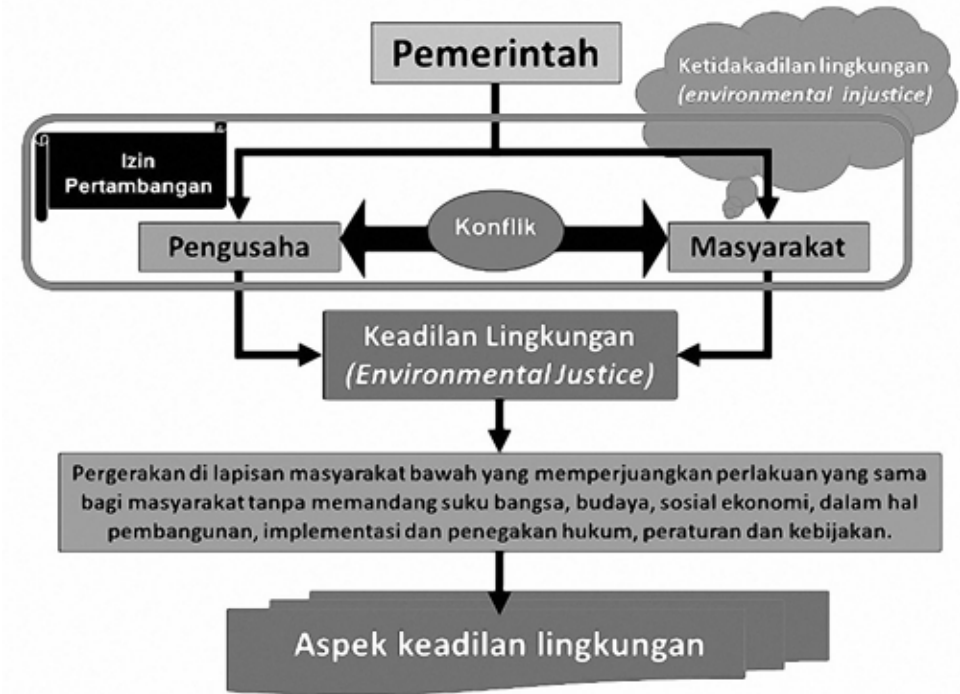 Pemerintah
Ketidakadilan lingkungan
(environmental injustice)
Izin
Pertambangan
Pengusaha
Konflik
Masyarakat
Keadilan Lingkungan
(Environmental Justice)
Pergerakan di lapisan masyarakat bawah yang memperjuangkan perlakuan yang sama
bagi masyarakat tanpa memandang suku bangsa, budaya, sosial ekonomi, dalam hal
pembangunan, implementasi dan penegakan hukum, peraturan dan kebijakan.
Aspek keadilan lingkungan